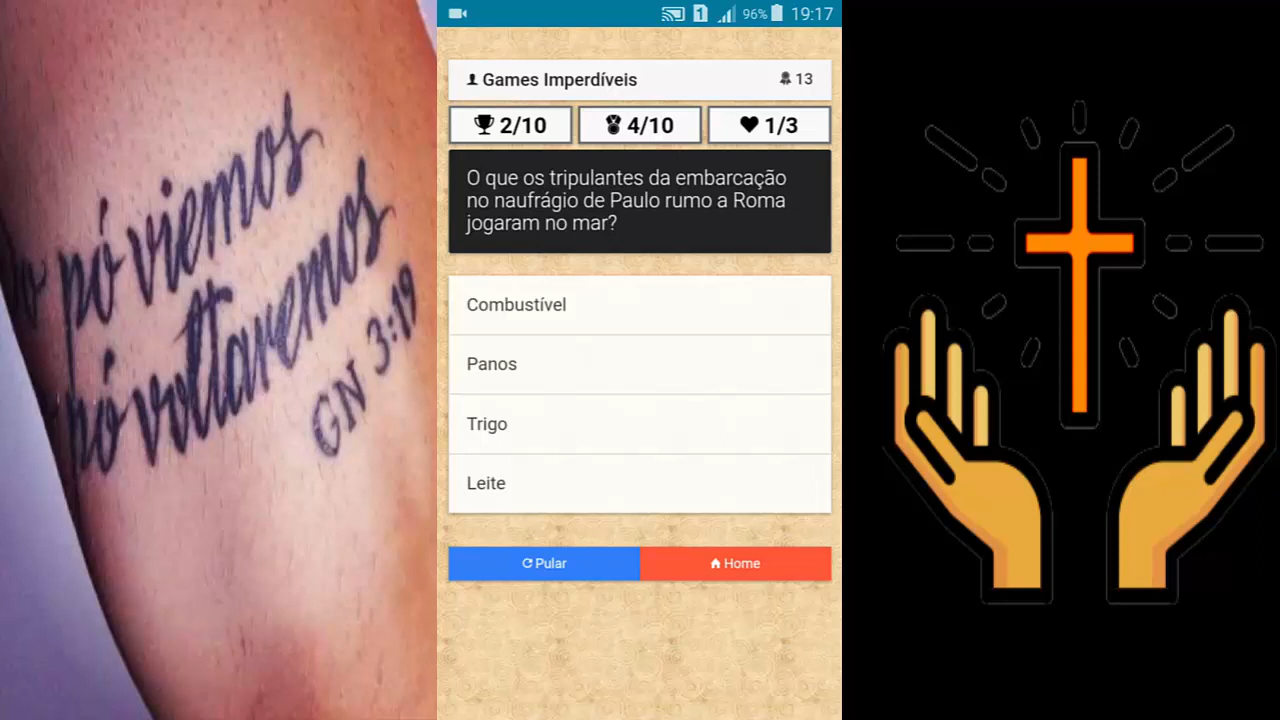 pó viemos
pó voltaremos
GN 3:19
96% 19:17
Games Imperdíveis 13
2/10 4/10 1/3
O que os tripulantes da embarcação
no naufrágio de Paulo rumo a Roma
jogaram no mar?
Combustível
Panos
Trigo
Leite
Pular Home